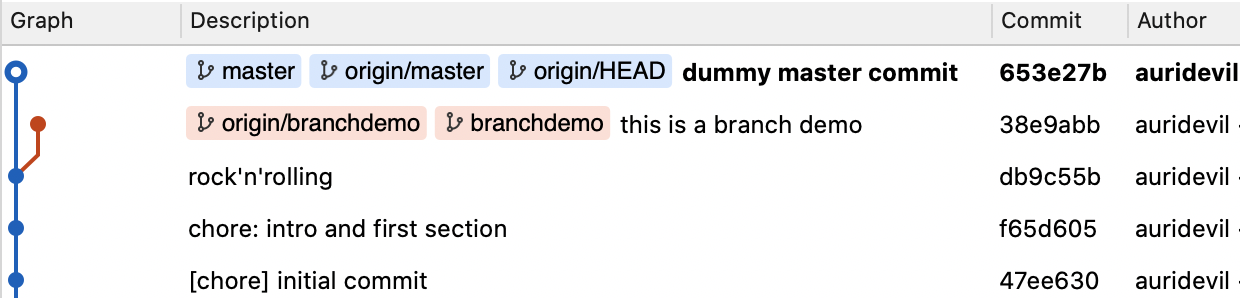 Graph Description Commit Author
master origin/master origin/HEAD dummy master commit 653e27b auridevil
origin/branchdemo branchdemo this is a branch demo 38e9abb auridevil
rock'n'rolling db9c55b auridevil
chore: intro and first section f65d605 auridevil
[chore] initial commit 47ee630 auridevil